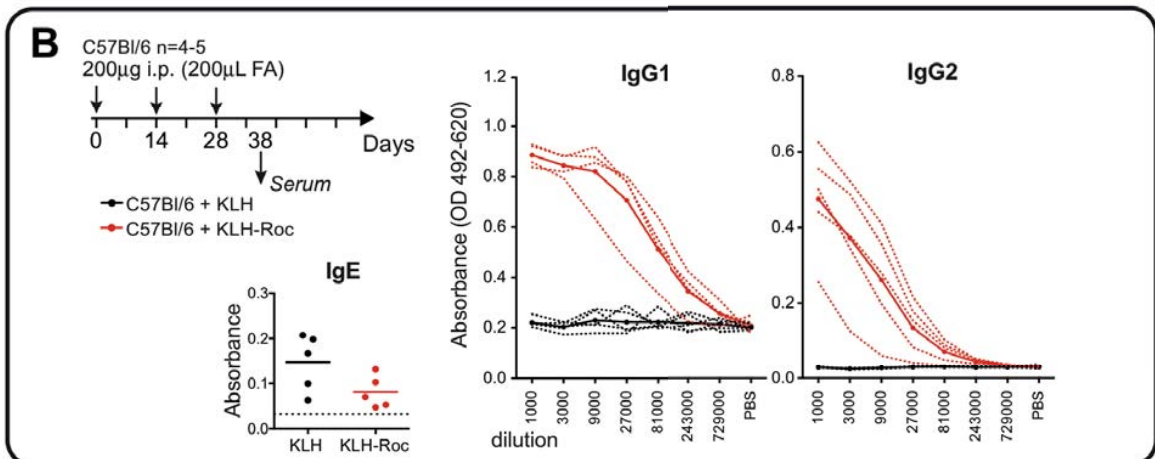 B
C57Bl/6 n=4-5
200µg i.p. (200µL FA)
0 14 28 38 Days
Serum
C57Bl/6 + KLH
C57Bl/6 + KLH-Roc
IgE
Absorbance
0.3
0.2
0.1
0.0
KLH KLH-Roc
IgG1
Absorbance (OD 492-620)
1.2
1.0
0.8
0.6
0.4
0.2
0.0
dilution
1000
3000
9000
27000
81000
243000
729000
PBS
IgG2
0.8
0.6
0.4
0.2
0.0
1000
3000
9000
27000
81000
243000
729000
PBS